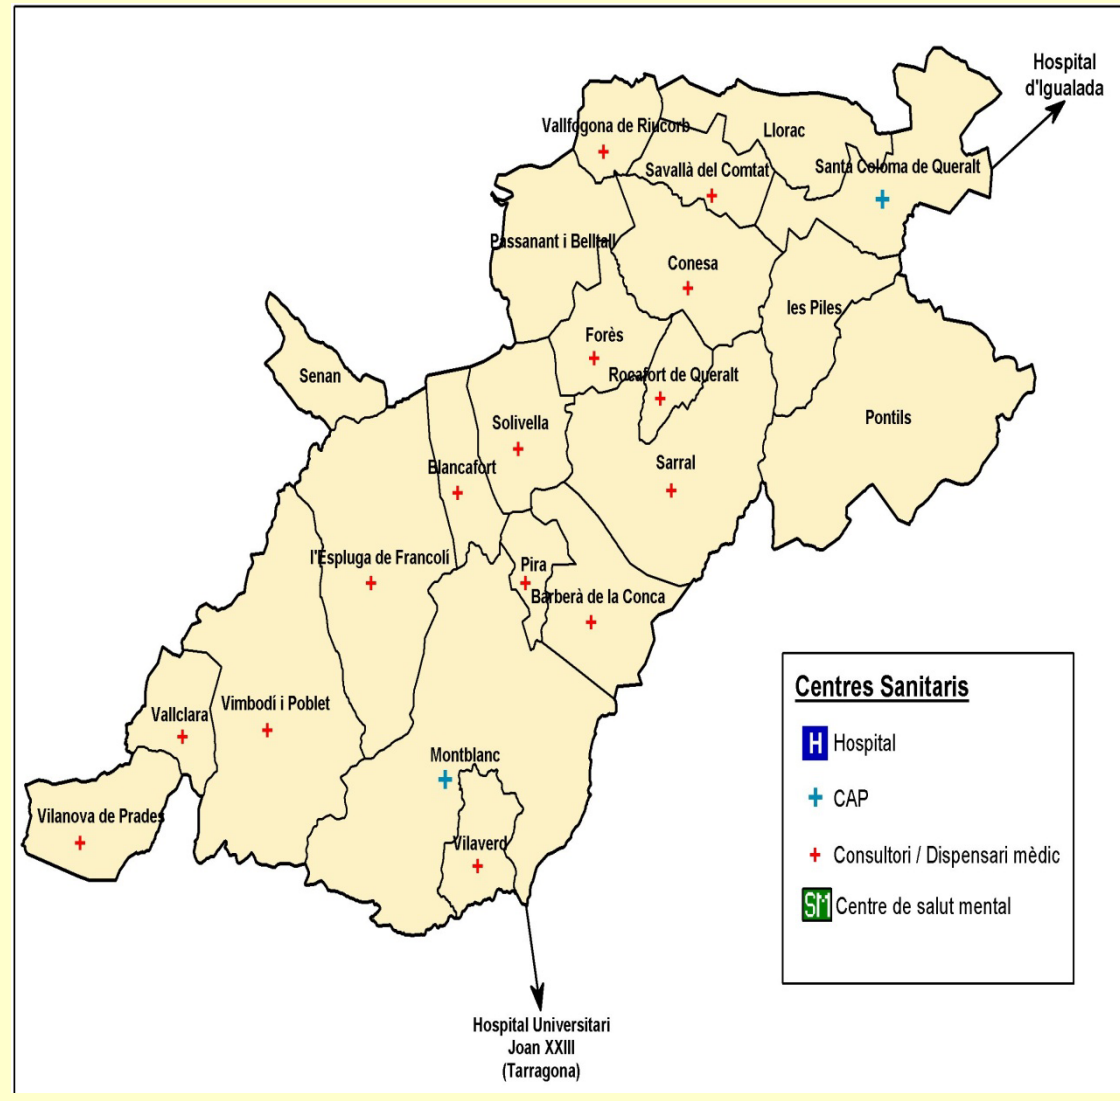 Hospital
d'Igualada
Vallfogona de Riucorb
Llorac
Savallà del Comtat
Santa Coloma de Queralt
Passanant i Belltall
Conesa
les Piles
Forès
Rocafort de Queralt
Senan
Pontils
Solivella
Blancafort
Sarral
l'Espluga de Francolí
Pira
Barberà de la Conca
Vallclara
Vimbodí i Poblet
Montblanc
Vilanova de Prades
Vilaverd
Centres Sanitaris
H Hospital
CAP
Consultori / Dispensari mèdic
SM Centre de salut mental
Hospital Universitari
Joan XXIII
(Tarragona)